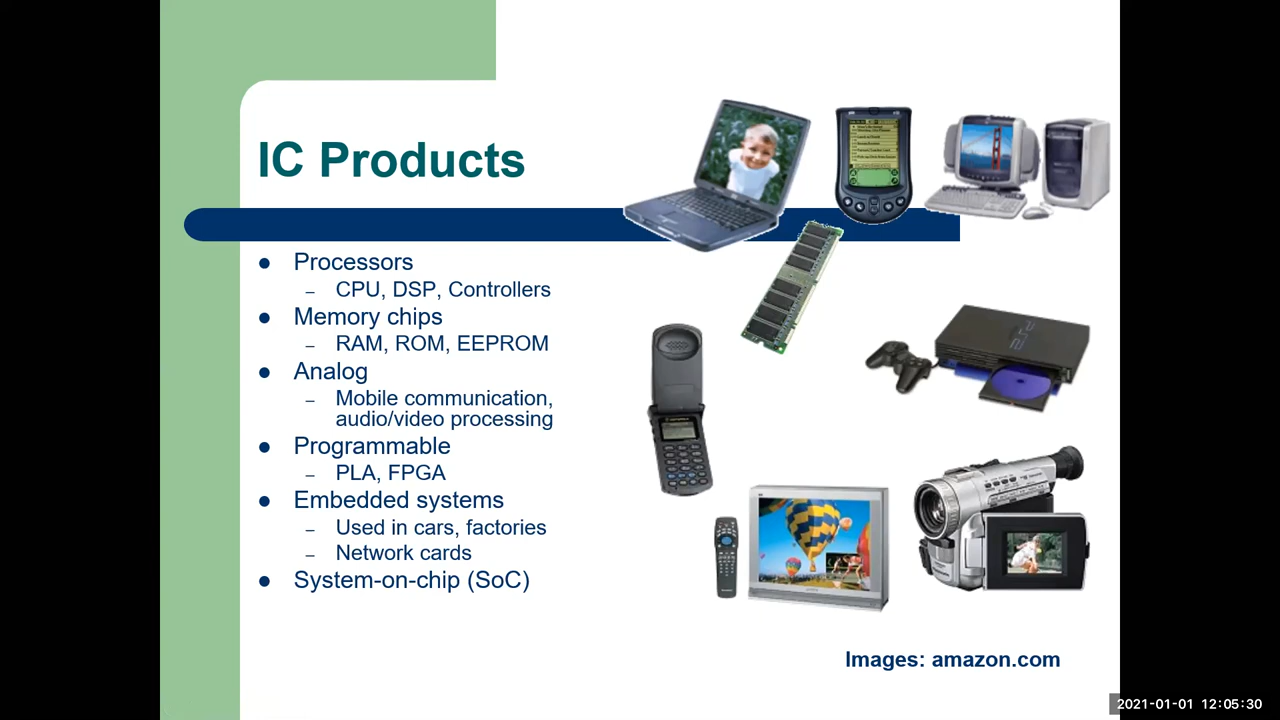 IC Products
● Processors
– CPU, DSP, Controllers
● Memory chips
– RAM, ROM, EEPROM
● Analog
– Mobile communication,
audio/video processing
● Programmable
– PLA, FPGA
● Embedded systems
– Used in cars, factories
– Network cards
● System-on-chip (SoC)
Images: amazon.com
2021-01-01 12:05:30